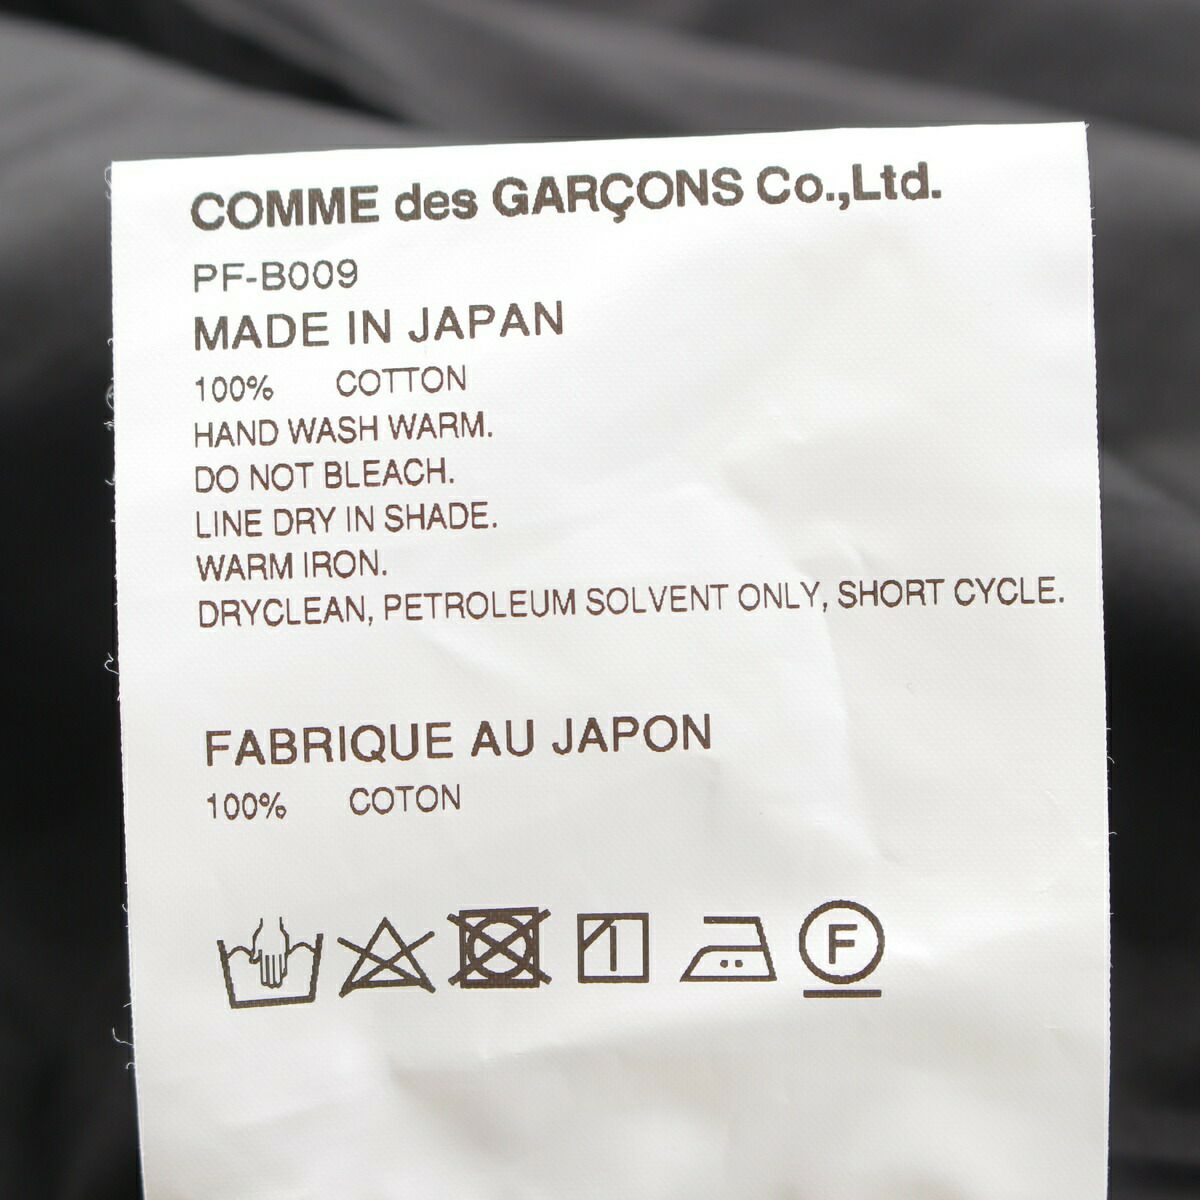 COMME des GARÇONS Co.,Ltd.
PF-B009
MADE IN JAPAN
100% COTTON
HAND WASH WARM.
DO NOT BLEACH.
LINE DRY IN SHADE.
WARM IRON.
DRYCLEAN, PETROLEUM SOLVENT ONLY, SHORT CYCLE.
FABRIQUE AU JAPON
100% COTON
F